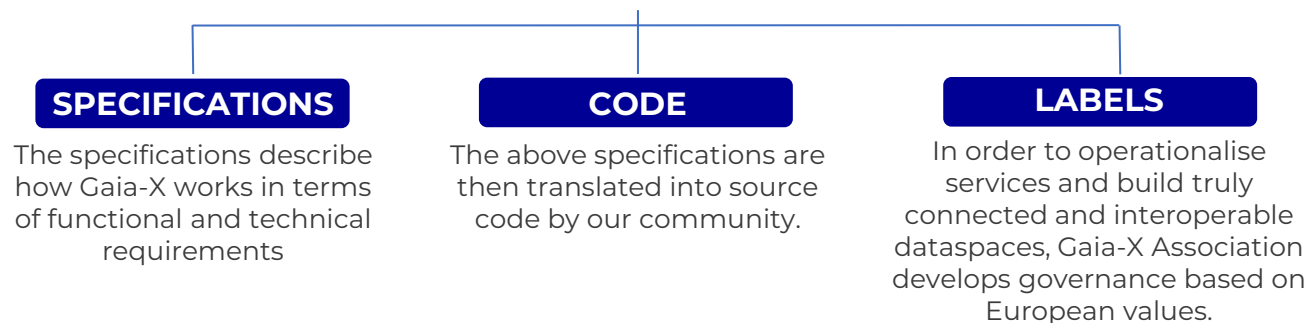 SPECIFICATIONS
The specifications describe
how Gaia-X works in terms
of functional and technical
requirements
CODE
The above specifications are
then translated into source
code by our community.
LABELS
In order to operationalise
services and build truly
connected and interoperable
dataspaces, Gaia-X Association
develops governance based on
European values.